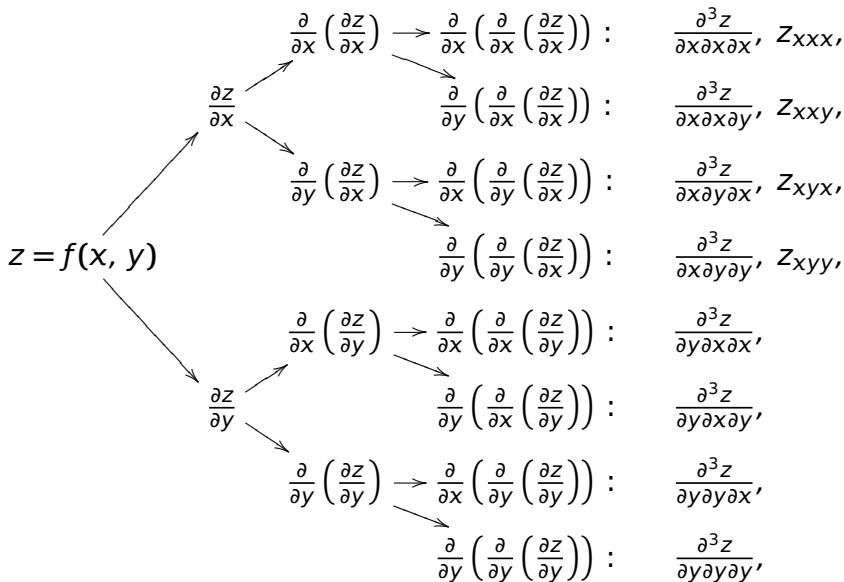 ∂/∂x (∂z/∂x) → ∂/∂x (∂/∂x (∂z/∂x)) : ∂³z/∂x∂x∂x, z_xxx,
∂z/∂x
∂/∂y (∂/∂x (∂z/∂x)) : ∂³z/∂x∂x∂y, z_xxy,
∂/∂y (∂z/∂x) → ∂/∂x (∂/∂y (∂z/∂x)) : ∂³z/∂x∂y∂x, z_xyx,
z = f(x, y)
∂/∂y (∂/∂y (∂z/∂x)) : ∂³z/∂x∂y∂y, z_xyy,
∂/∂x (∂z/∂y) → ∂/∂x (∂/∂x (∂z/∂y)) : ∂³z/∂y∂x∂x,
∂z/∂y
∂/∂y (∂/∂x (∂z/∂y)) : ∂³z/∂y∂x∂y,
∂/∂y (∂z/∂y) → ∂/∂x (∂/∂y (∂z/∂y)) : ∂³z/∂y∂y∂x,
∂/∂y (∂/∂y (∂z/∂y)) : ∂³z/∂y∂y∂y,